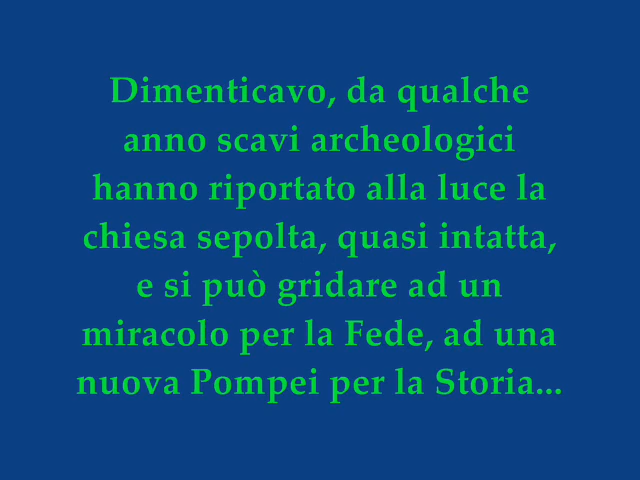 Dimenticavo, da qualche
anno scavi archeologici
hanno riportato alla luce la
chiesa sepolta, quasi intatta,
e si può gridare ad un
miracolo per la Fede, ad una
nuova Pompei per la Storia...